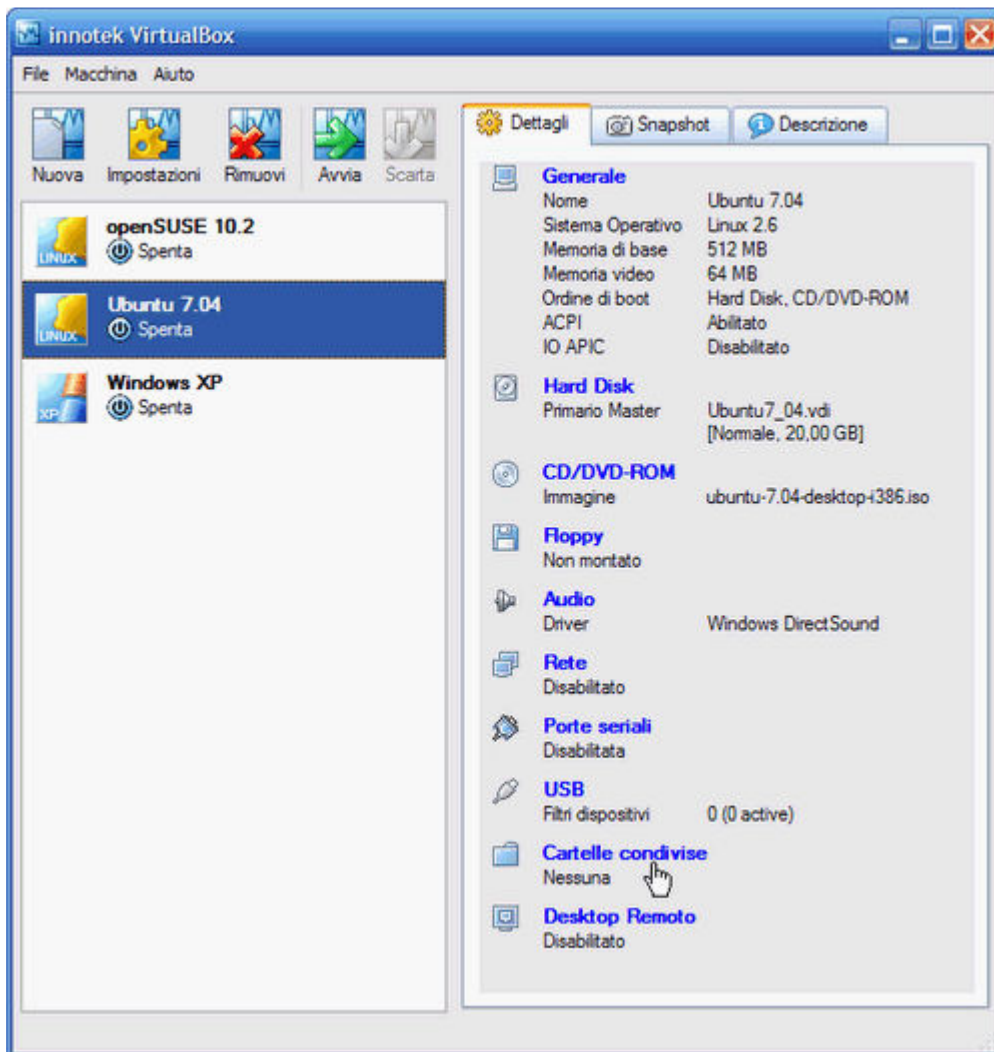 innotek VirtualBox
File Macchina Aiuto
Nuova Impostazioni Rimuovi Avvia Scarta
openSUSE 10.2
Spenta
LINUX
Ubuntu 7.04
Spenta
LINUX
Windows XP
Spenta
XP
Dettagli Snapshot Descrizione
Generale
Nome Ubuntu 7.04
Sistema Operativo Linux 2.6
Memoria di base 512 MB
Memoria video 64 MB
Ordine di boot Hard Disk, CD/DVD-ROM
ACPI Abilitato
IO APIC Disabilitato
Hard Disk
Primario Master Ubuntu7_04.vdi
[Normale, 20,00 GB]
CD/DVD-ROM
Immagine ubuntu-7.04-desktop-i386.iso
Floppy
Non montato
Audio
Driver Windows DirectSound
Rete
Disabilitato
Porte seriali
Disabilitata
USB
Filtri dispositivi 0 (0 active)
Cartelle condivise
Nessuna
Desktop Remoto
Disabilitato